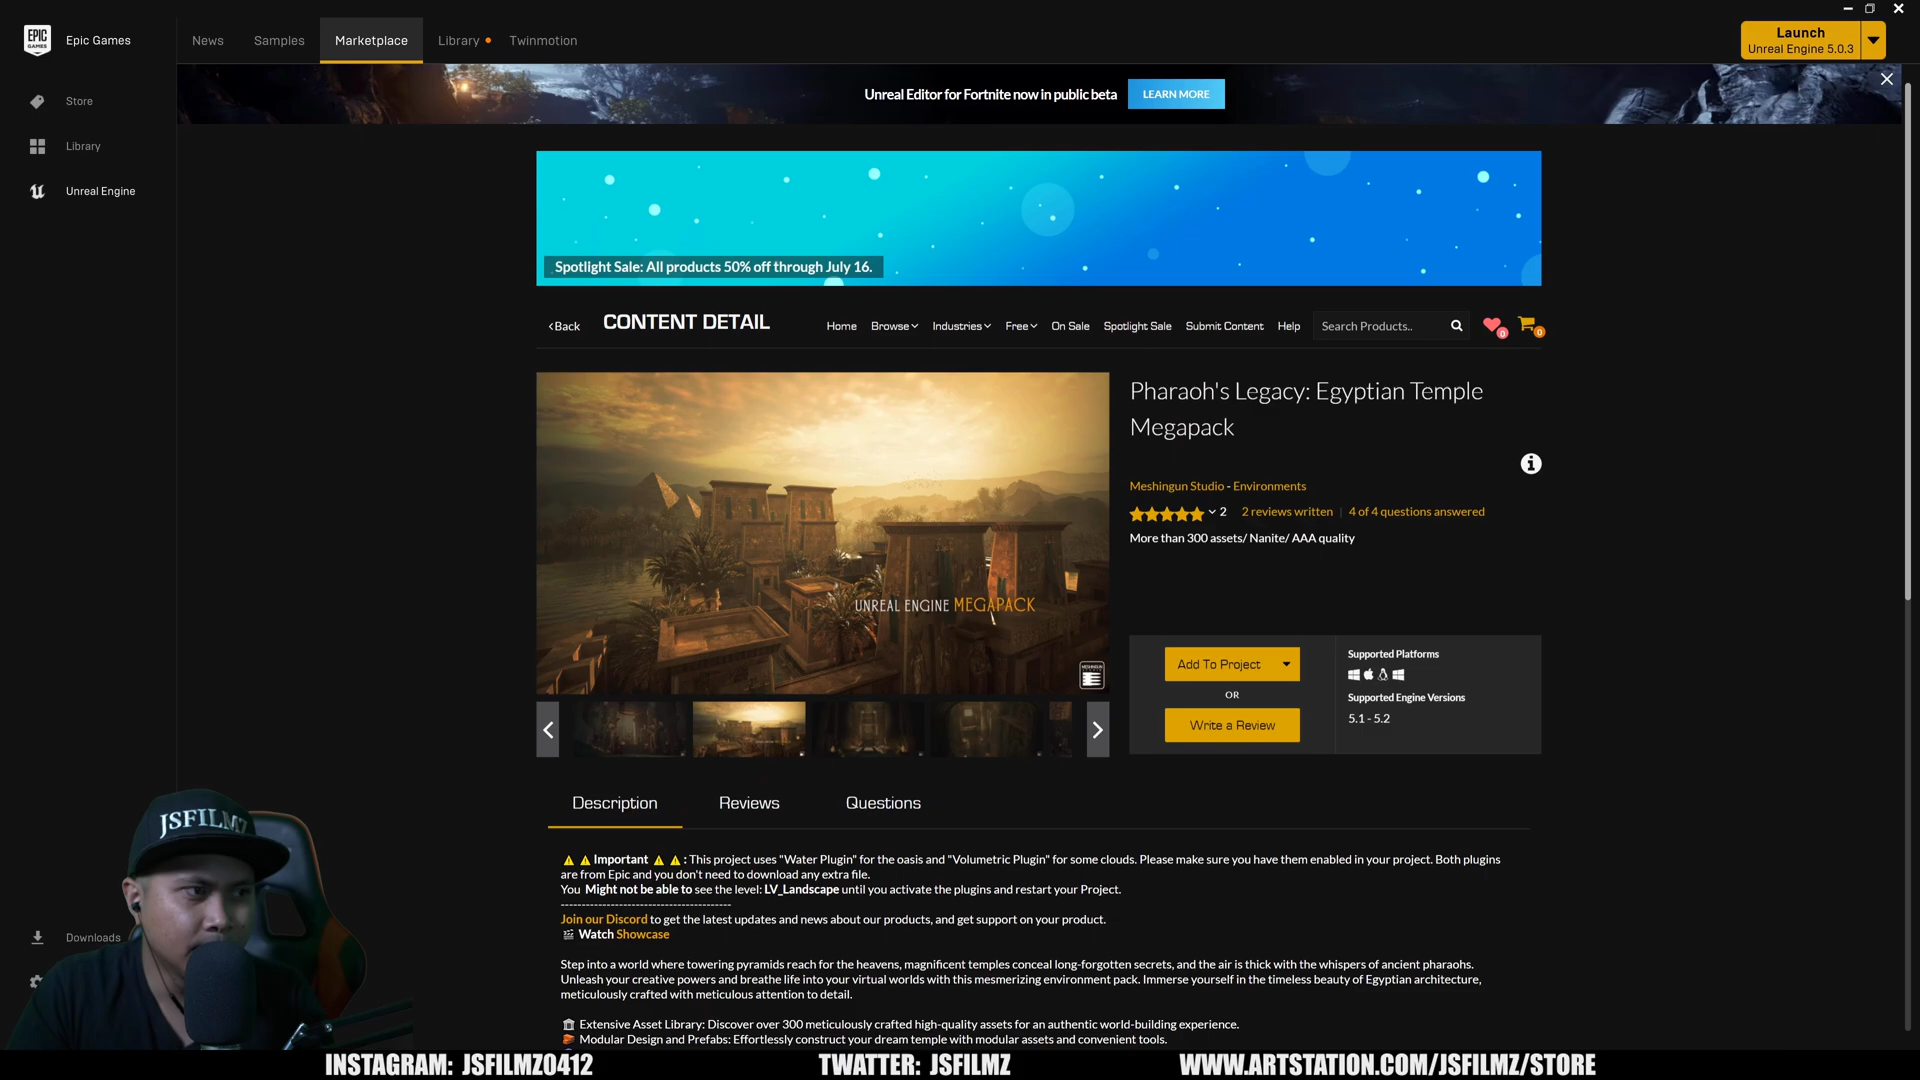 EPIC GAMES
Epic Games
News
Samples
Marketplace
Library
Twinmotion
Launch
Unreal Engine 5.0.3
Store
Library
Unreal Engine
Unreal Editor for Fortnite now in public beta
LEARN MORE
Spotlight Sale: All products 50% off through July 16.
Back
CONTENT DETAIL
Home
Browse
Industries
Free
On Sale
Spotlight Sale
Submit Content
Help
Search Products..
0
0
Pharaoh's Legacy: Egyptian Temple
Megapack
Meshingun Studio - Environments
2
2 reviews written
4 of 4 questions answered
More than 300 assets/ Nanite/ AAA quality
UNREAL ENGINE MEGAPACK
Add To Project
OR
Write a Review
Supported Platforms
Supported Engine Versions
5.1 - 5.2
Description
Reviews
Questions
⚠ ⚠ Important ⚠ ⚠ : This project uses "Water Plugin" for the oasis and "Volumetric Plugin" for some clouds. Please make sure you have them enabled in your project. Both plugins
are from Epic and you don't need to download any extra file.
You Might not be able to see the level: LV_Landscape until you activate the plugins and restart your Project.
-----------------------------------------
Join our Discord to get the latest updates and news about our products, and get support on your product.
🎬 Watch Showcase
Step into a world where towering pyramids reach for the heavens, magnificent temples conceal long-forgotten secrets, and the air is thick with the whispers of ancient pharaohs.
Unleash your creative powers and breathe life into your virtual worlds with this mesmerizing environment pack. Immerse yourself in the timeless beauty of Egyptian architecture,
meticulously crafted with meticulous attention to detail.
🏛 Extensive Asset Library: Discover over 300 meticulously crafted high-quality assets for an authentic world-building experience.
🧱 Modular Design and Prefabs: Effortlessly construct your dream temple with modular assets and convenient tools.
JSFILMZ
Downloads
INSTAGRAM: JSFILMZ0412
TWATTER: JSFILMZ
WWW.ARTSTATION.COM/JSFILMZ/STORE